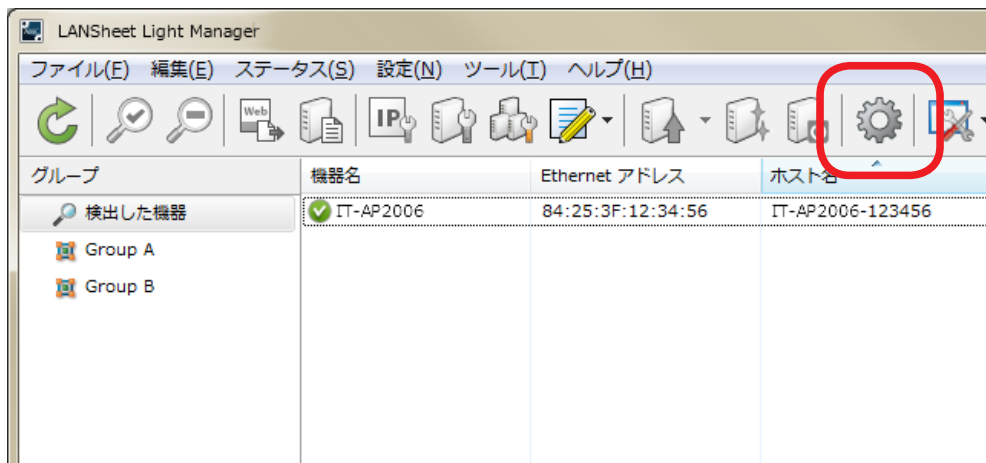 LANSheet Light Manager
ファイル(F) 編集(E) ステータス(S) 設定(N) ツール(T) ヘルプ(H)
Web IP
グループ 機器名 Ethernet アドレス ホスト名
検出した機器 IT-AP2006 84:25:3F:12:34:56 IT-AP2006-123456
Group A
Group B